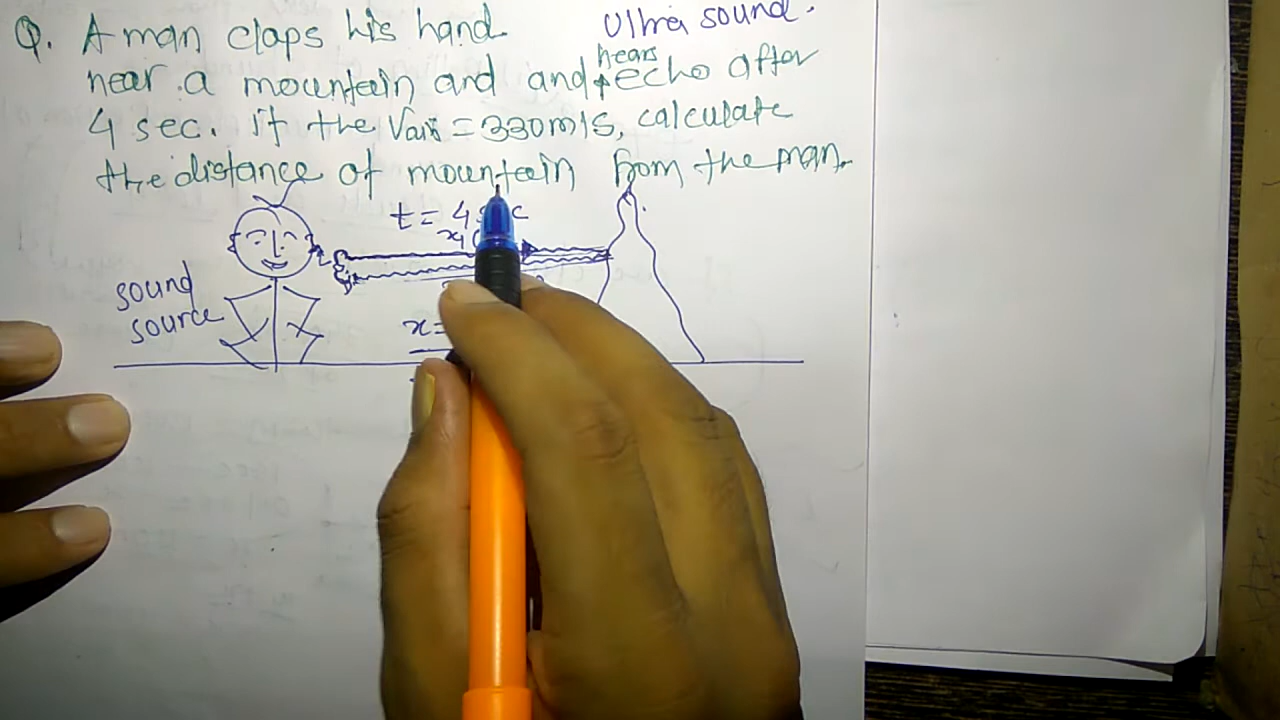 Q. A man claps his hand
Ultra sound.
near a mountain and and hears echo after
4 sec. if the Vair = 330m/s, calculate
the distance of mountain from the man.
t = 4
sound
source
x=